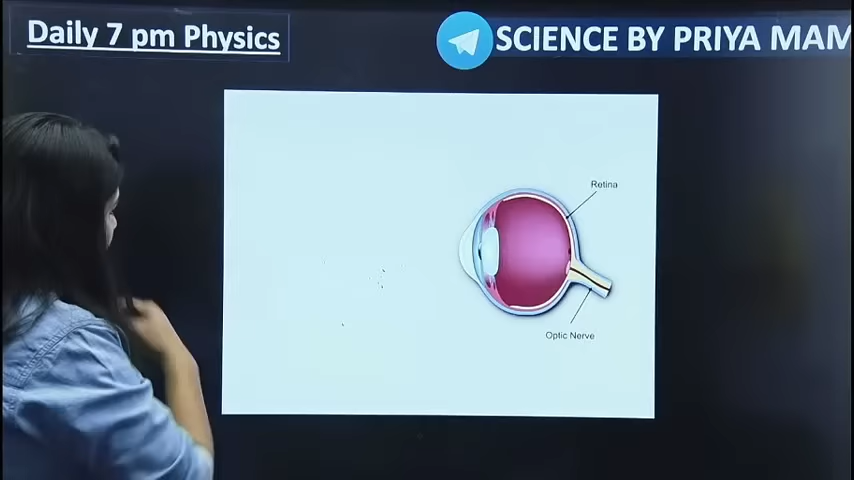 Daily 7 pm Physics
SCIENCE BY PRIYA MAM
Retina
Optic Nerve